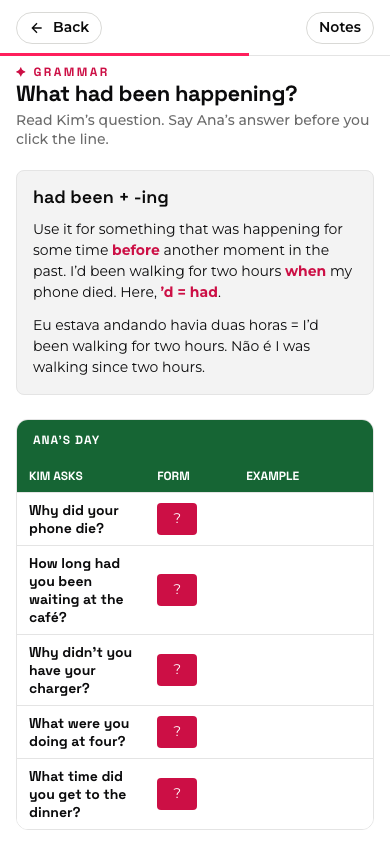 ← Back
Notes
✦ GRAMMAR
What had been happening?
Read Kim’s question. Say Ana’s answer before you
click the line.
had been + -ing
Use it for something that was happening for
some time before another moment in the
past. I’d been walking for two hours when my
phone died. Here, ’d = had.
Eu estava andando havia duas horas = I’d
been walking for two hours. Não é I was
walking since two hours.
ANA’S DAY
KIM ASKS FORM EXAMPLE
Why did your
phone die?
?
How long had
you been
waiting at the
café?
?
Why didn’t you
have your
charger?
?
What were you
doing at four?
?
What time did
you get to the
dinner?
?